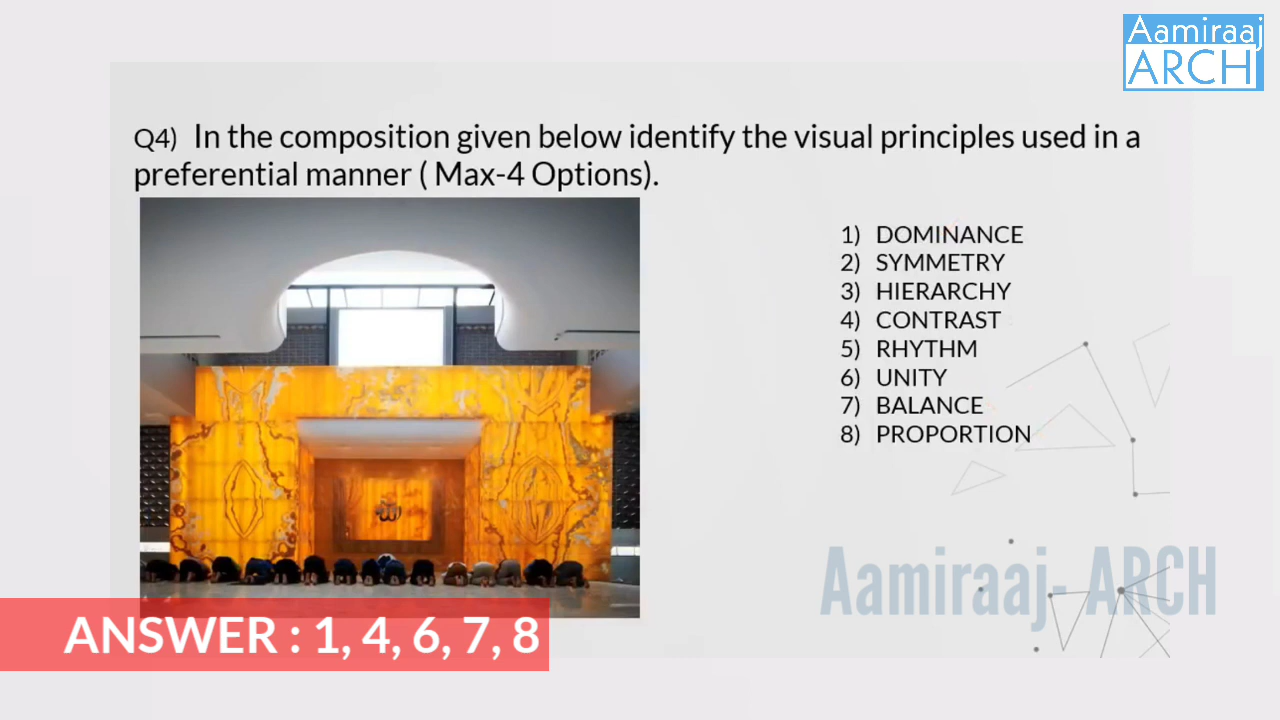 Aamiraaj
ARCH
Q4) In the composition given below identify the visual principles used in a
preferential manner ( Max-4 Options).
1) DOMINANCE
2) SYMMETRY
3) HIERARCHY
4) CONTRAST
5) RHYTHM
6) UNITY
7) BALANCE
8) PROPORTION
الله
Aamiraaj- ARCH
ANSWER : 1, 4, 6, 7, 8